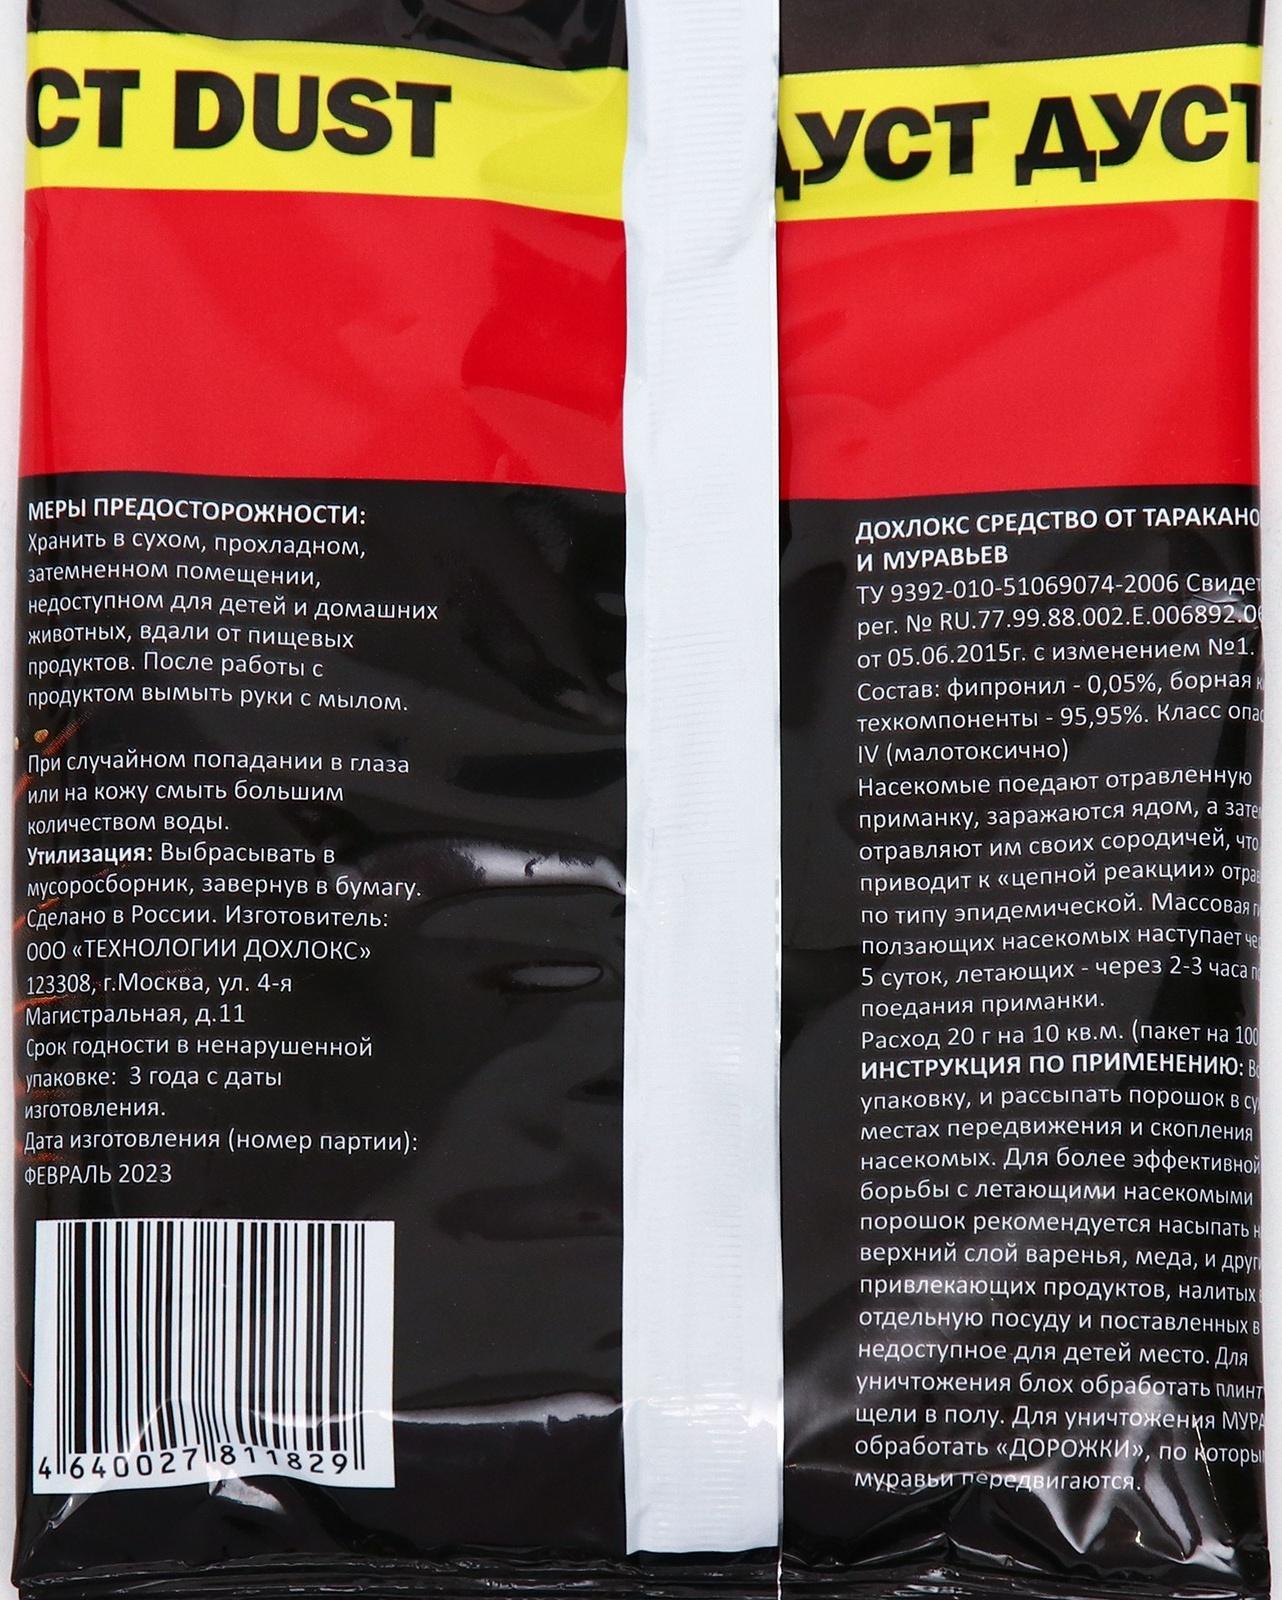 СТ DUST
МЕРЫ ПРЕДОСТОРОЖНОСТИ:
Хранить в сухом, прохладном,
затемненном помещении,
недоступном для детей и домашних
животных, вдали от пищевых
продуктов. После работы с
продуктом вымыть руки с мылом.
При случайном попадании в глаза
или на кожу смыть большим
количеством воды.
Утилизация: Выбрасывать в
мусоросборник, завернув в бумагу.
Сделано в России. Изготовитель:
ООО «ТЕХНОЛОГИИ ДОХЛОКС»
123308, г.Москва, ул. 4-я
Магистральная, д.11
Срок годности в ненарушенной
упаковке: 3 года с даты
изготовления.
Дата изготовления (номер партии):
ФЕВРАЛЬ 2023
4 640027 811829
ДУСТ ДУСТ
ДОХЛОКС СРЕДСТВО ОТ ТАРАКАНО
И МУРАВЬЕВ
ТУ 9392-010-51069074-2006 Свидет
рег. № RU.77.99.88.002.Е.006892.06
от 05.06.2015г. с изменением №1.
Состав: фипронил - 0,05%, борная к
техкомпоненты - 95,95%. Класс опас
IV (малотоксично)
Насекомые поедают отравленную
приманку, заражаются ядом, а зате
отравляют им своих сородичей, что
приводит к «цепной реакции» отра
по типу эпидемической. Массовая ги
ползающих насекомых наступает че
5 суток, летающих - через 2-3 часа п
поедания приманки.
Расход 20 г на 10 кв.м. (пакет на 100
ИНСТРУКЦИЯ ПО ПРИМЕНЕНИЮ: Вс
упаковку, и рассыпать порошок в су
местах передвижения и скопления
насекомых. Для более эффективной
борьбы с летающими насекомыми
порошок рекомендуется насыпать н
верхний слой варенья, меда, и други
привлекающих продуктов, налитых в
отдельную посуду и поставленных в
недоступное для детей место. Для
уничтожения блох обработать плинт
щели в полу. Для уничтожения МУРА
обработать «ДОРОЖКИ», по которы
муравьи передвигаются.